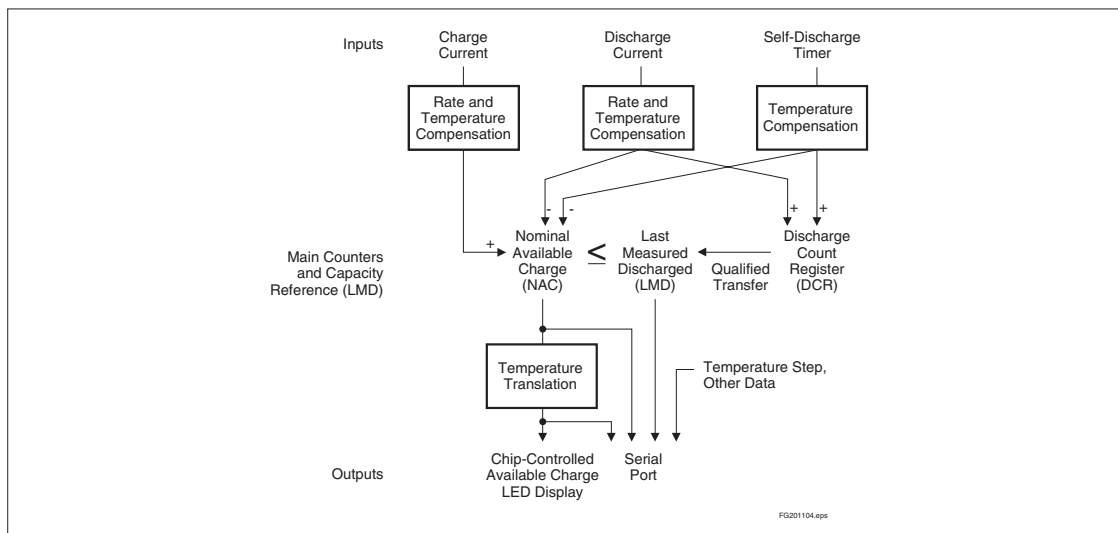 Inputs
Charge
Current
Discharge
Current
Self-Discharge
Timer
Rate and
Temperature
Compensation
Rate and
Temperature
Compensation
Temperature
Compensation
-
-
+
+
+
Main Counters
and Capacity
Reference (LMD)
Nominal
Available
Charge
(NAC)
≤
Last
Measured
Discharged
(LMD)
Qualified
Transfer
Discharge
Count
Register
(DCR)
Temperature
Translation
Temperature Step,
Other Data
Outputs
Chip-Controlled
Available Charge
LED Display
Serial
Port
FG201104.eps